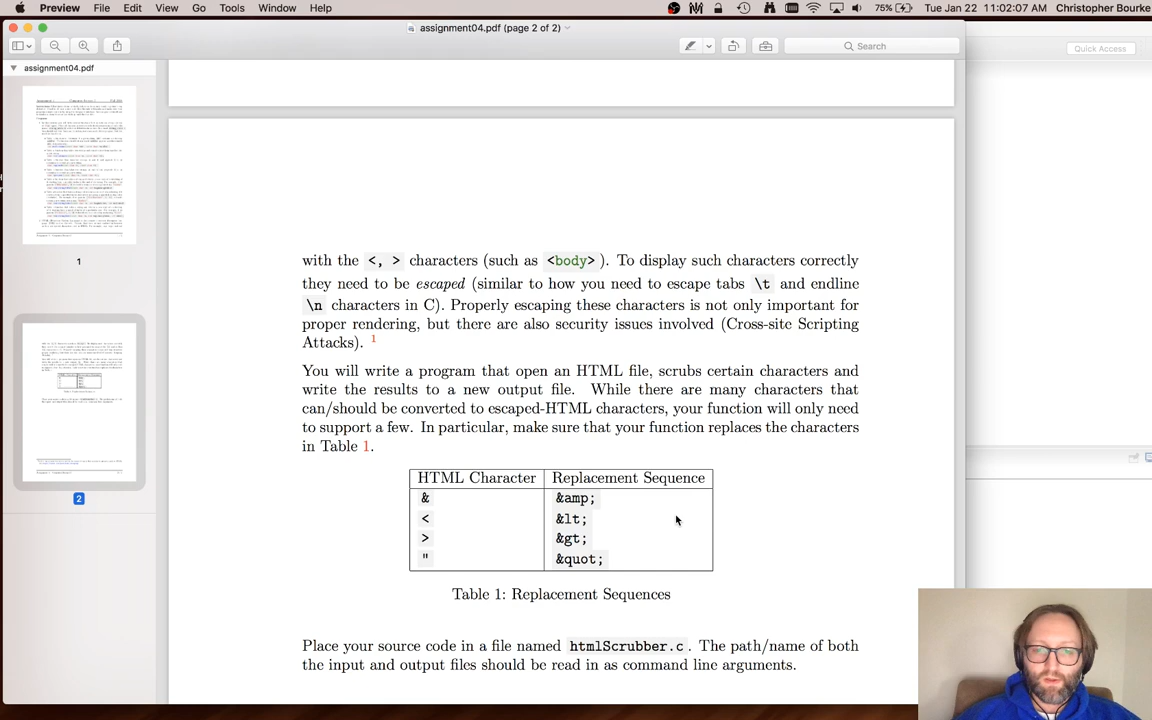 Preview File Edit View Go Tools Window Help 75% Tue Jan 22 11:02:07 AM Christopher Bourke
assignment04.pdf (page 2 of 2)
Search
Quick Access
assignment04.pdf
1
2
with the <, > characters (such as <body> ). To display such characters correctly
they need to be escaped (similar to how you need to escape tabs \t and endline
\n characters in C). Properly escaping these characters is not only important for
proper rendering, but there are also security issues involved (Cross-site Scripting
Attacks). 1
You will write a program that open an HTML file, scrubs certain characters and
write the results to a new output file. While there are many characters that
can/should be converted to escaped-HTML characters, your function will only need
to support a few. In particular, make sure that your function replaces the characters
in Table 1.
HTML Character Replacement Sequence
& &amp;
< &lt;
> &gt;
" &quot;
Table 1: Replacement Sequences
Place your source code in a file named htmlScrubber.c . The path/name of both
the input and output files should be read in as command line arguments.